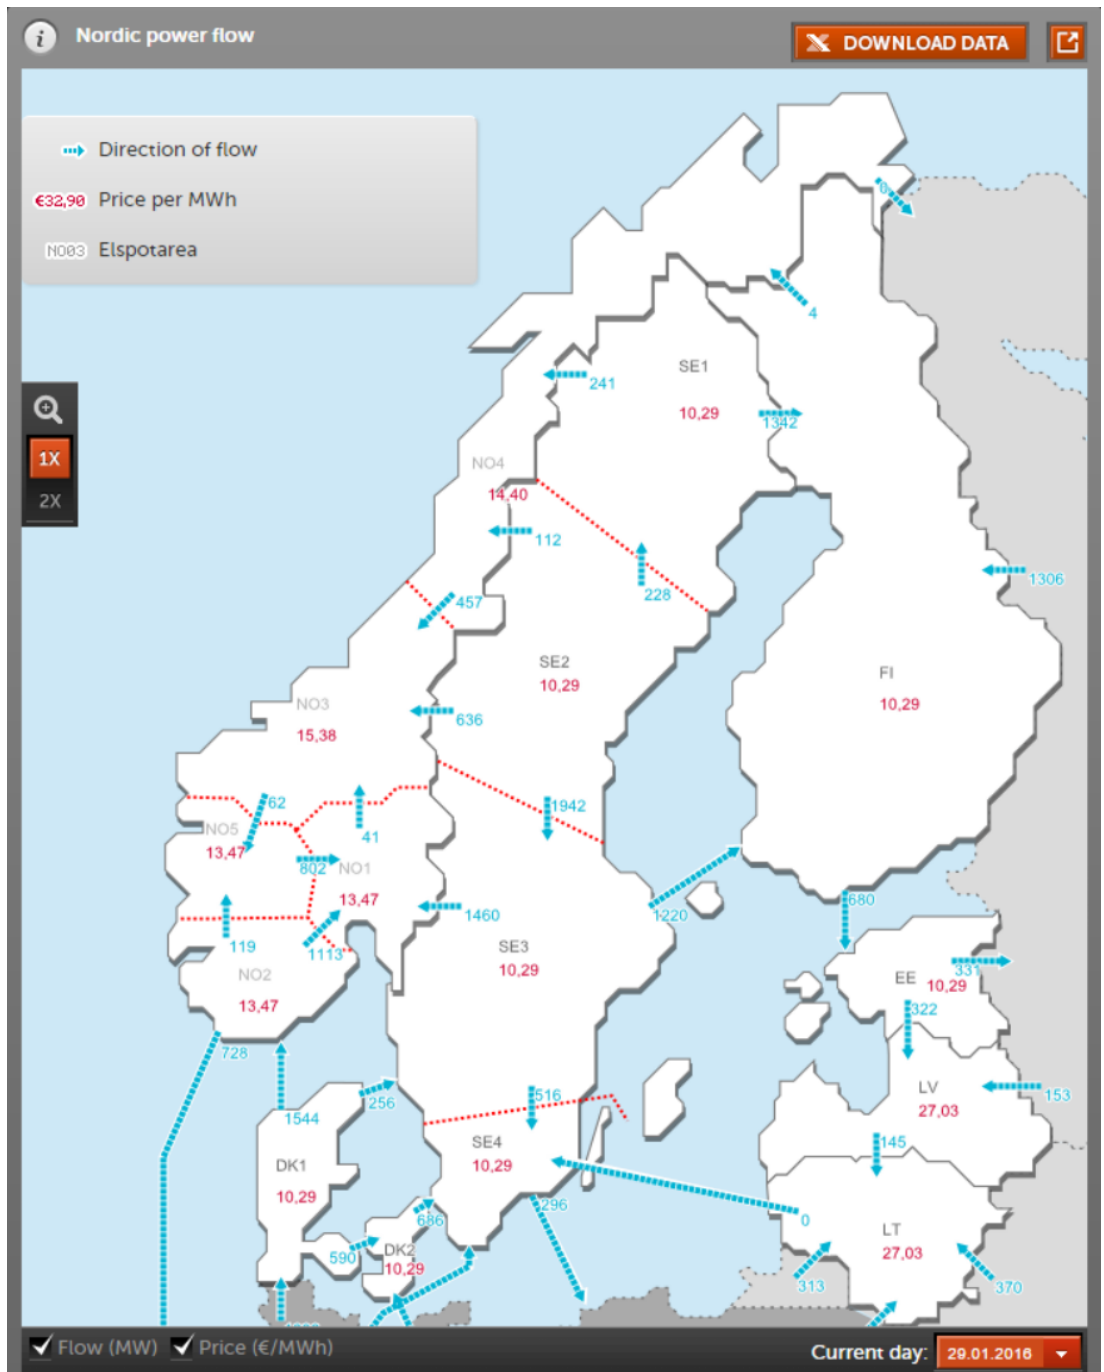 Nordic power flow
DOWNLOAD DATA
Direction of flow
€32,90 Price per MWh
NO03 Elspotarea
1X
2X
0
4
SE1
241
10,29
1342
NO4
14,40
112
1306
228
457
SE2
10,29
FI
10,29
NO3
15,38
636
62
1942
NO5
13,47
41
802
NO1
13,47
1460
1220
680
119
1113
SE3
10,29
331
NO2
13,47
EE
10,29
322
728
LV
27,03
153
256
1544
516
SE4
10,29
145
DK1
10,29
296
0
686
LT
27,03
590
DK2
10,29
313
370
Flow (MW)
Price (€/MWh)
Current day:
29.01.2016